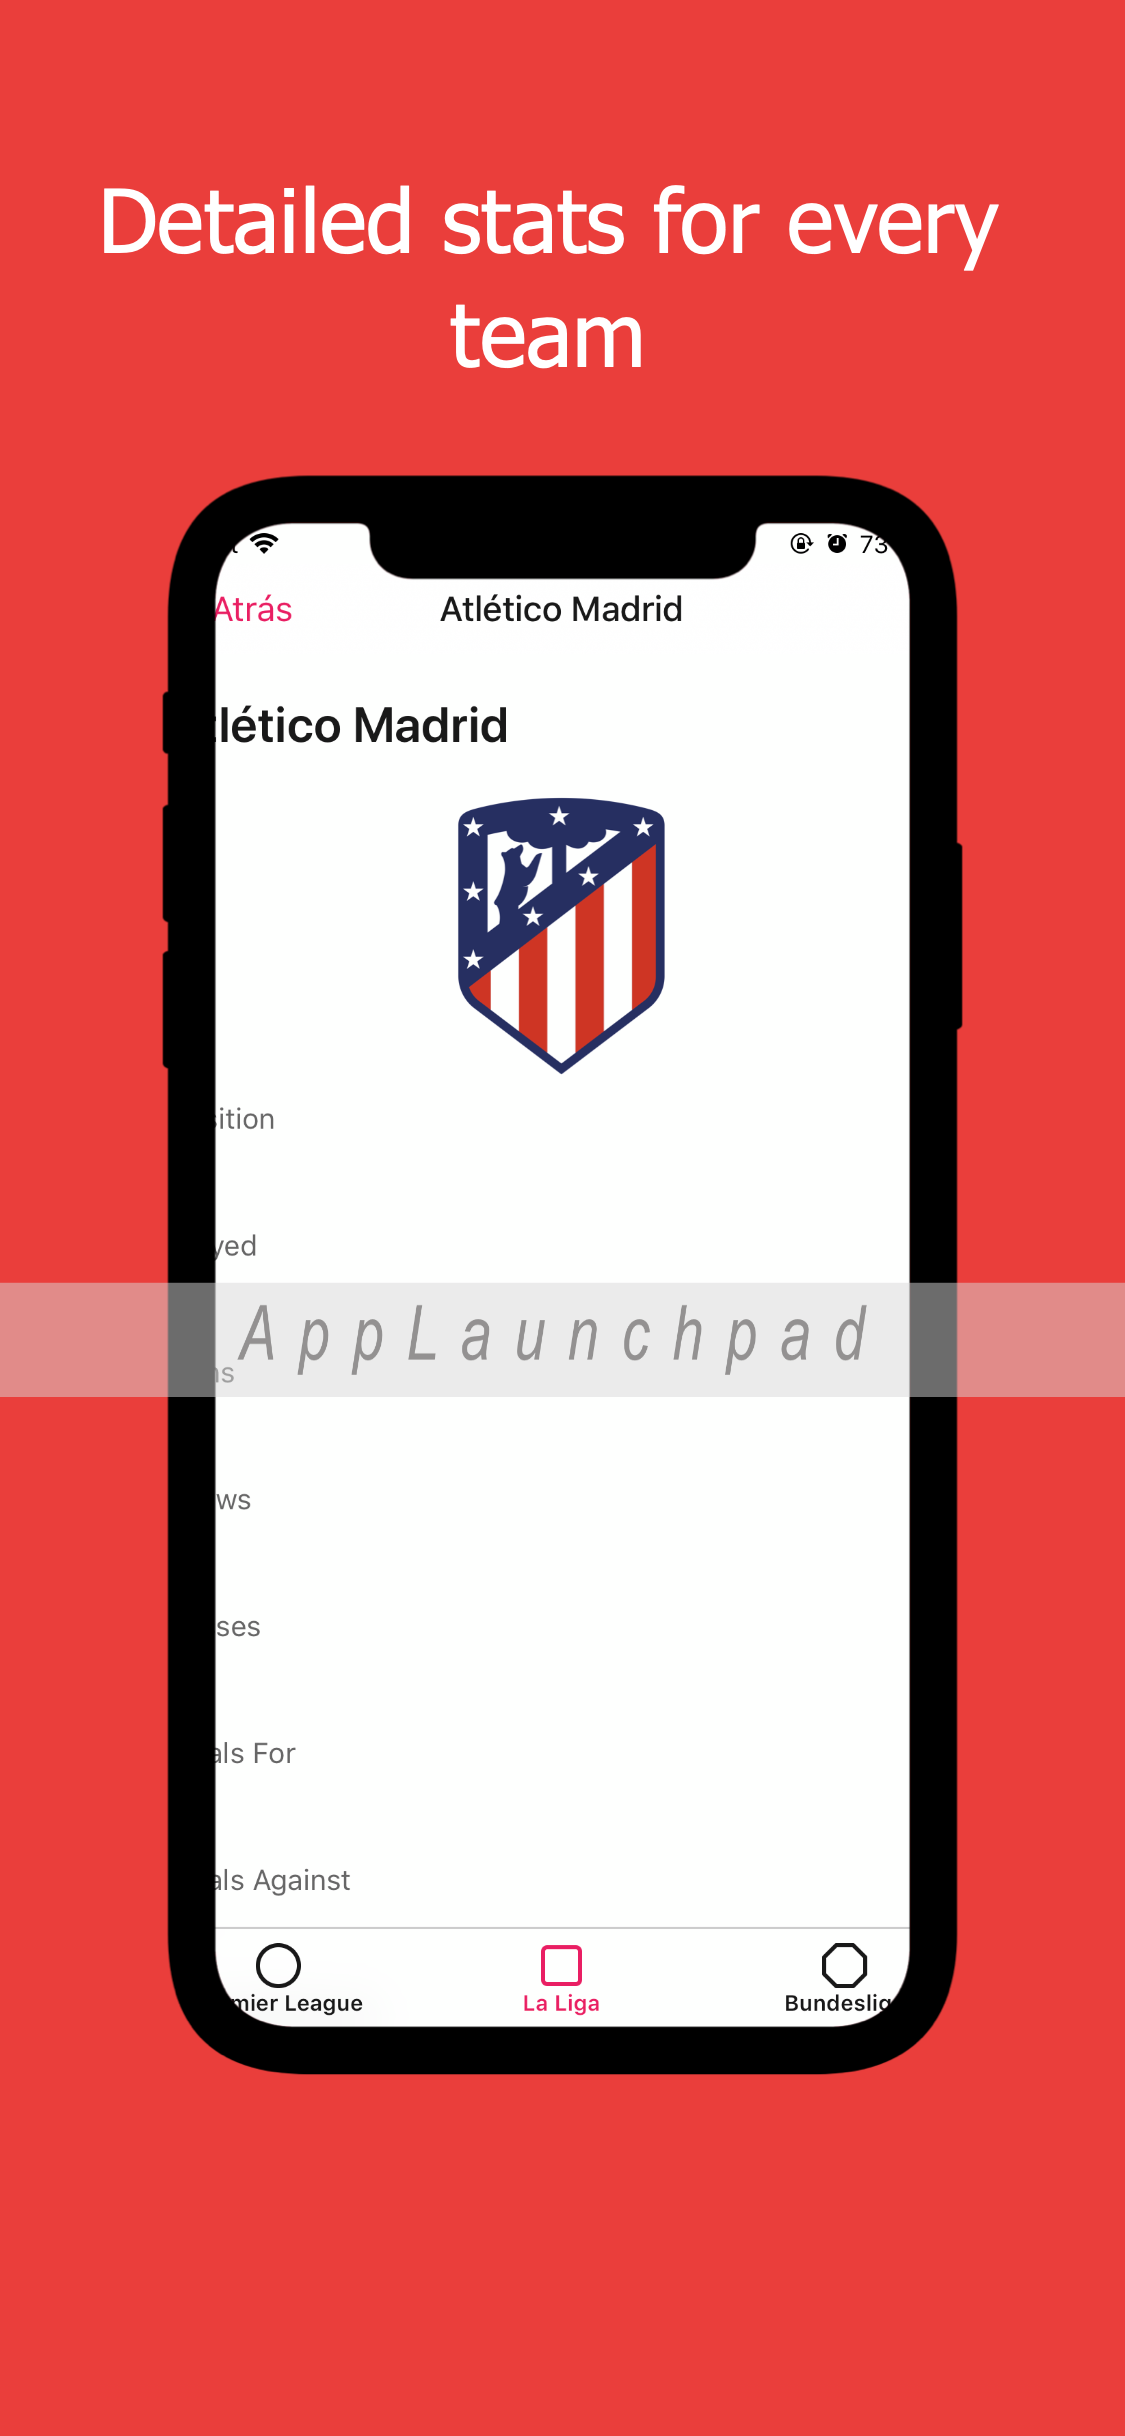 Detailed stats for every
team
73
Atrás
Atlético Madrid
tlético Madrid
ition
yed
AppLaunchpad
ns
ws
ses
als For
als Against
mier League
La Liga
Bundeslig